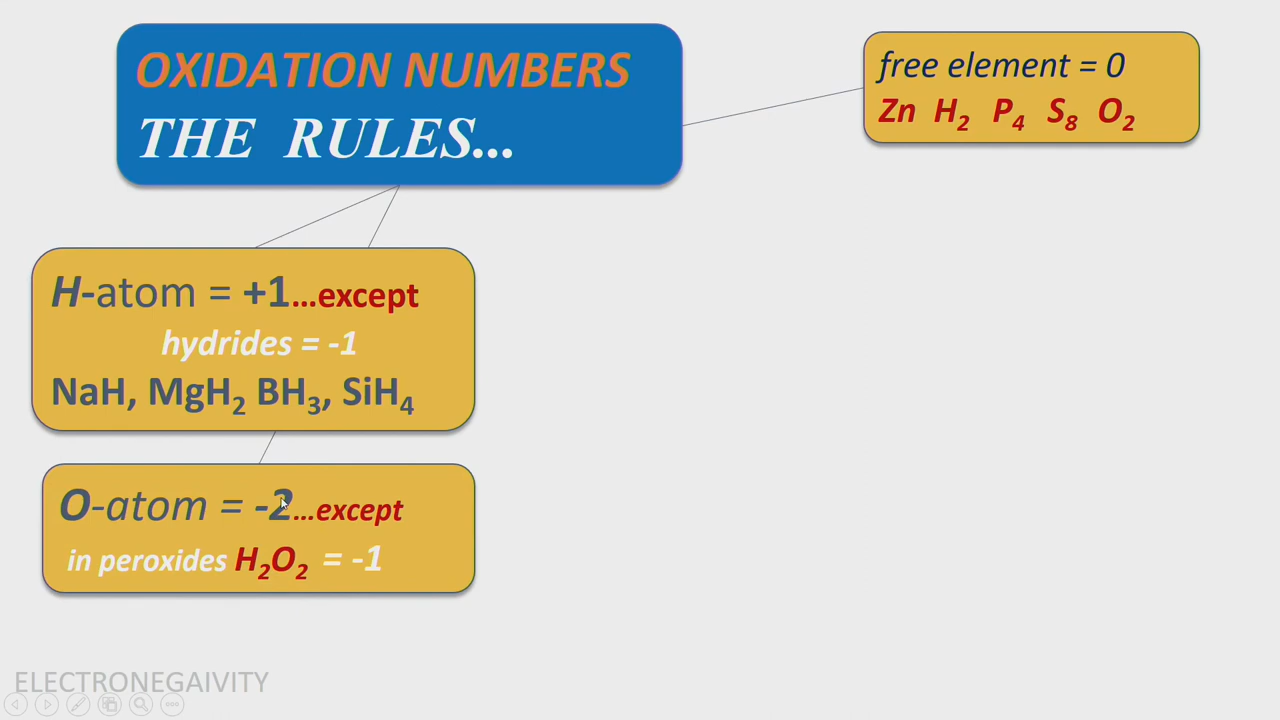 OXIDATION NUMBERS
THE RULES...
free element = 0
Zn H₂ P₄ S₈ O₂
H-atom = +1...except
hydrides = -1
NaH, MgH₂ BH₃, SiH₄
O-atom = -2...except
in peroxides H₂O₂ = -1
ELECTRONEGAIVITY